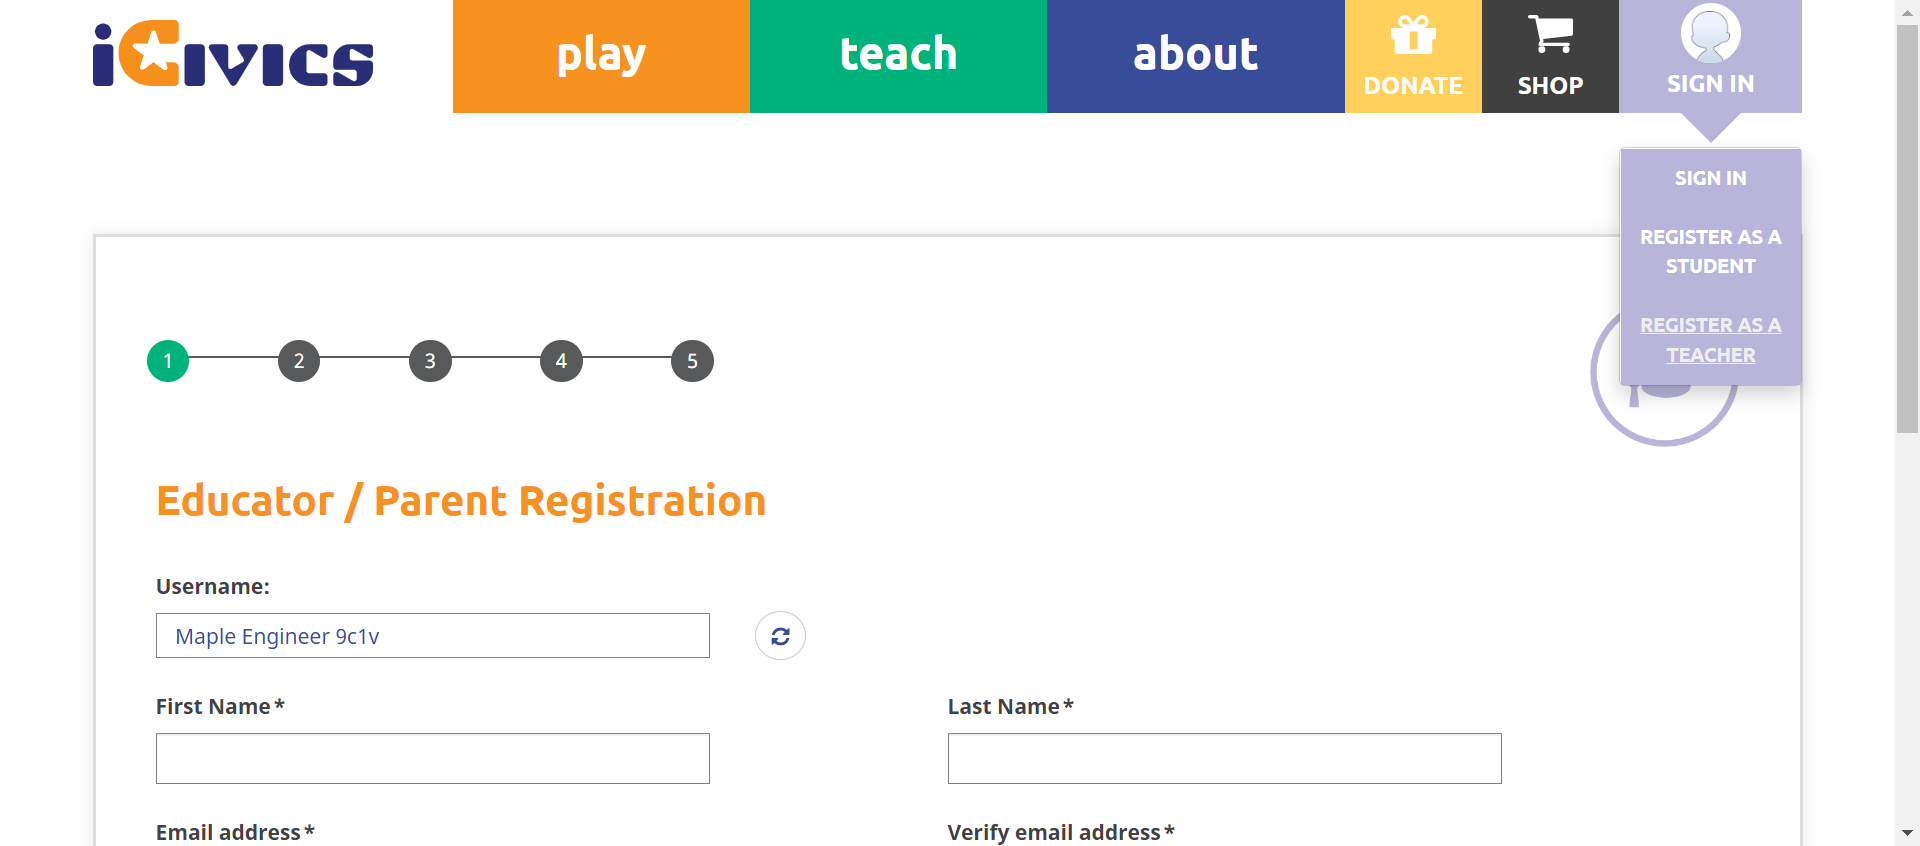 iCivics
play
teach
about
DONATE
SHOP
SIGN IN
SIGN IN
REGISTER AS A
STUDENT
REGISTER AS A
TEACHER
1 2 3 4 5
Educator / Parent Registration
Username:
Maple Engineer 9c1v
First Name*
Last Name*
Email address*
Verify email address*